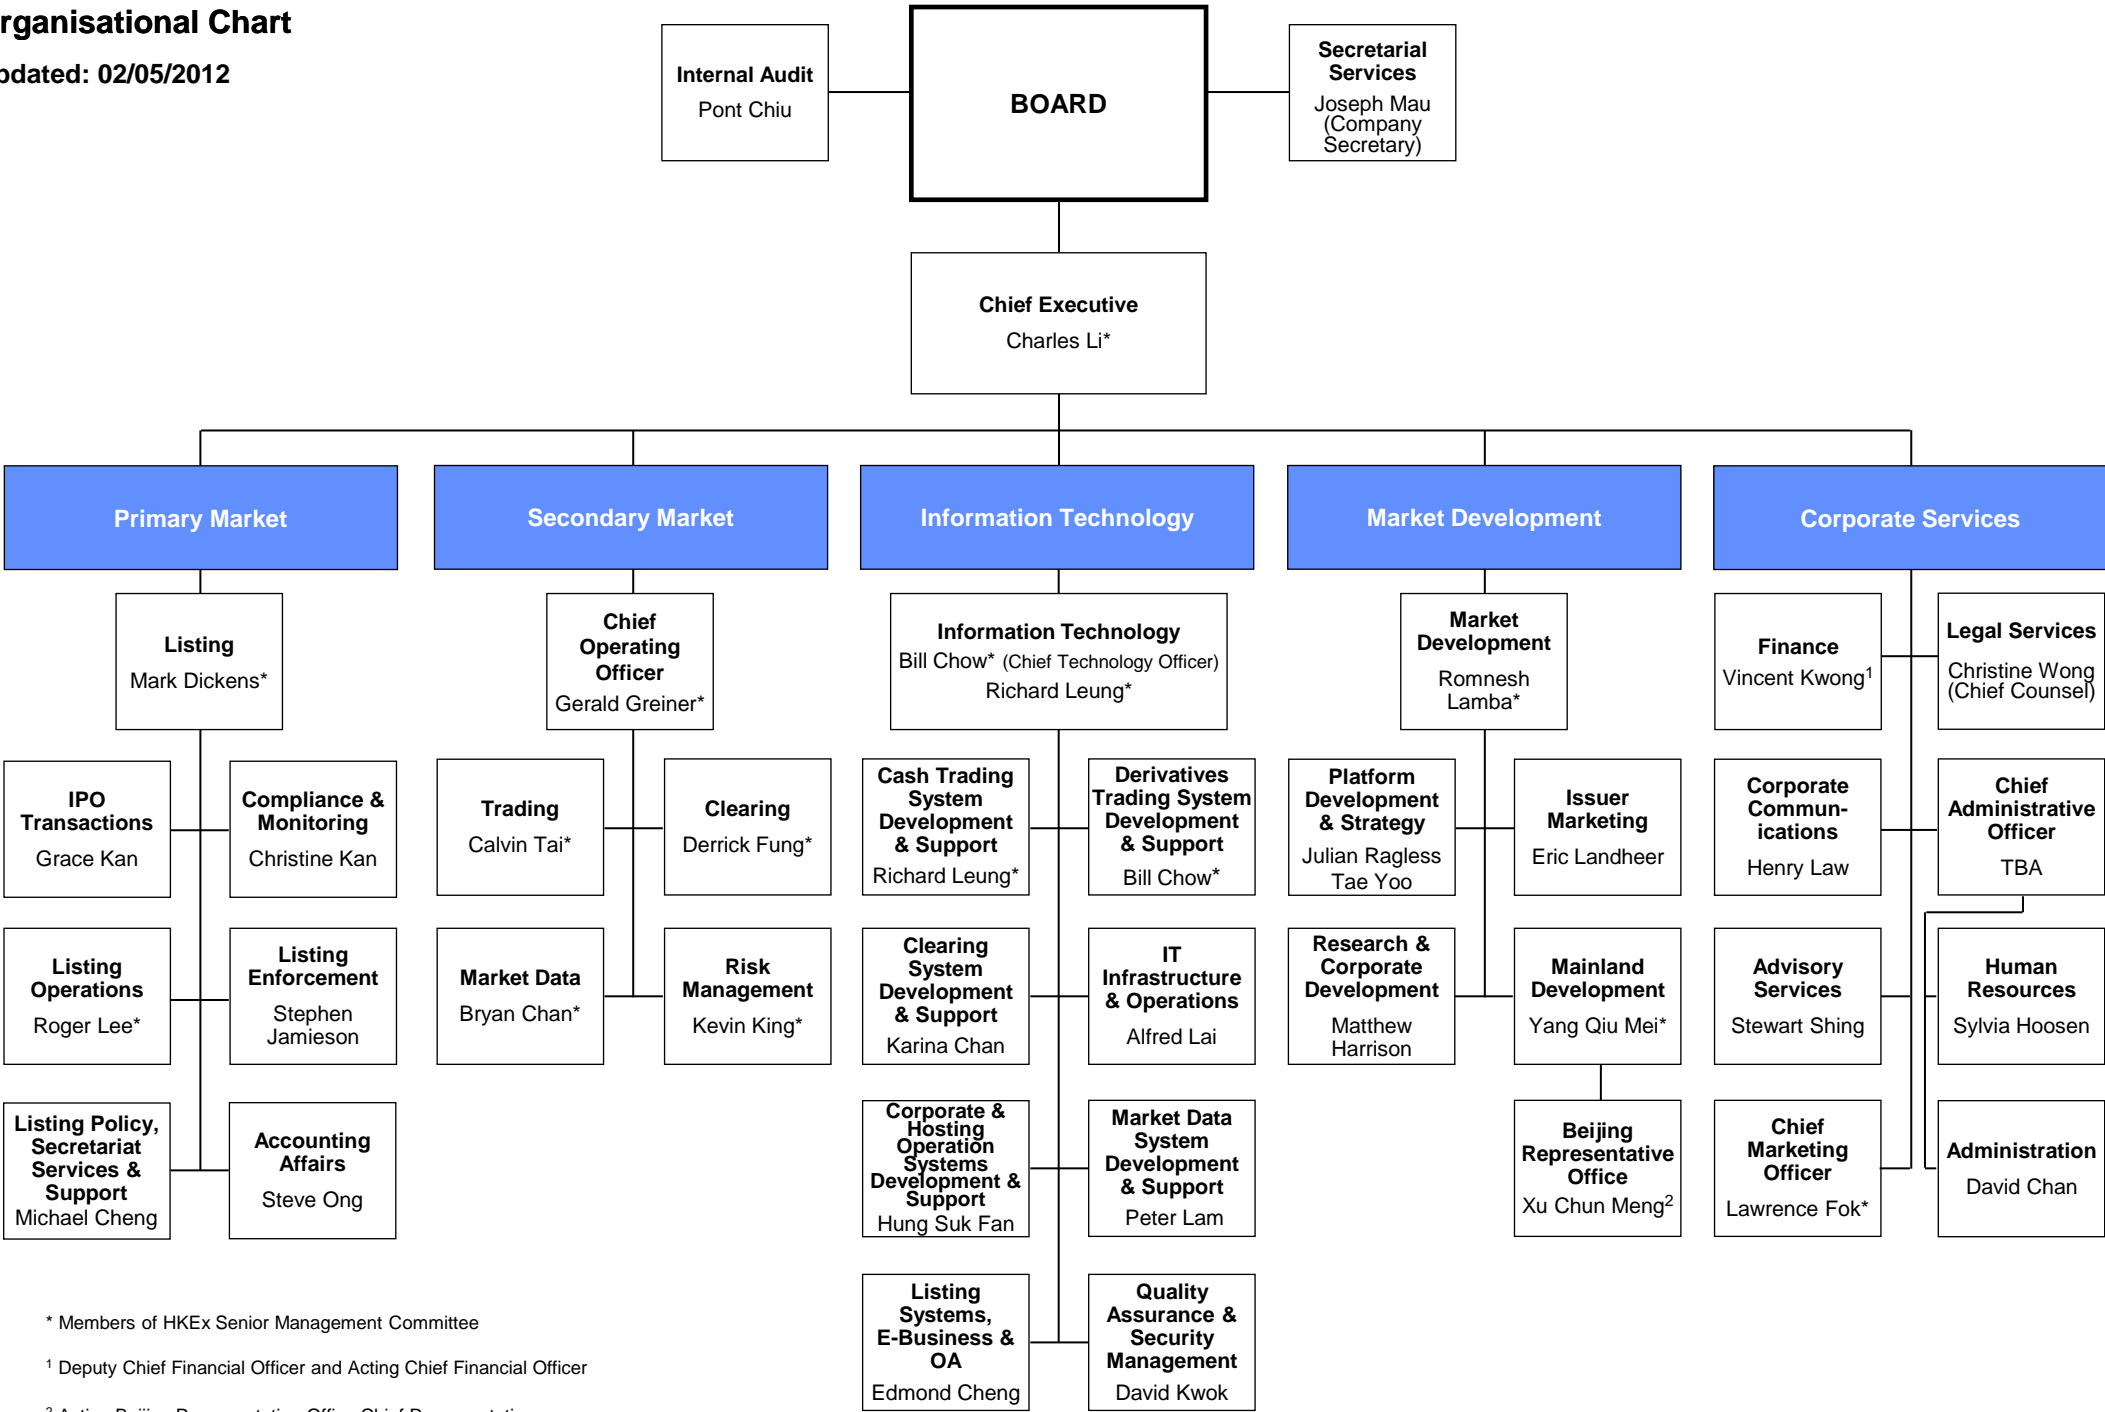 rganisational Chart
pdated: 02/05/2012
Internal Audit
Pont Chiu
BOARD
Secretarial
Services
Joseph Mau
(Company
Secretary)
Chief Executive
Charles Li*
Primary Market
Secondary Market
Information Technology
Market Development
Corporate Services
Listing
Mark Dickens*
Chief
Operating
Officer
Gerald Greiner*
Information Technology
Bill Chow* (Chief Technology Officer)
Richard Leung*
Market
Development
Romnesh
Lamba*
Finance
Vincent Kwong¹
Legal Services
Christine Wong
(Chief Counsel)
IPO
Transactions
Grace Kan
Compliance &
Monitoring
Christine Kan
Trading
Calvin Tai*
Clearing
Derrick Fung*
Cash Trading
System
Development
& Support
Richard Leung*
Derivatives
Trading System
Development
& Support
Bill Chow*
Platform
Development
& Strategy
Julian Ragless
Tae Yoo
Issuer
Marketing
Eric Landheer
Corporate
Commun-
ications
Henry Law
Chief
Administrative
Officer
TBA
Listing
Operations
Roger Lee*
Listing
Enforcement
Stephen
Jamieson
Market Data
Bryan Chan*
Risk
Management
Kevin King*
Clearing
System
Development
& Support
Karina Chan
IT
Infrastructure
& Operations
Alfred Lai
Research &
Corporate
Development
Matthew
Harrison
Mainland
Development
Yang Qiu Mei*
Advisory
Services
Stewart Shing
Human
Resources
Sylvia Hoosen
Listing Policy,
Secretariat
Services &
Support
Michael Cheng
Accounting
Affairs
Steve Ong
Corporate &
Hosting
Operation
Systems
Development &
Support
Hung Suk Fan
Market Data
System
Development
& Support
Peter Lam
Beijing
Representative
Office
Xu Chun Meng²
Chief
Marketing
Officer
Lawrence Fok*
Administration
David Chan
Listing
Systems,
E-Business &
OA
Edmond Cheng
Quality
Assurance &
Security
Management
David Kwok
* Members of HKEx Senior Management Committee
¹ Deputy Chief Financial Officer and Acting Chief Financial Officer
² Acting Beijing Representative Office Chief Representative